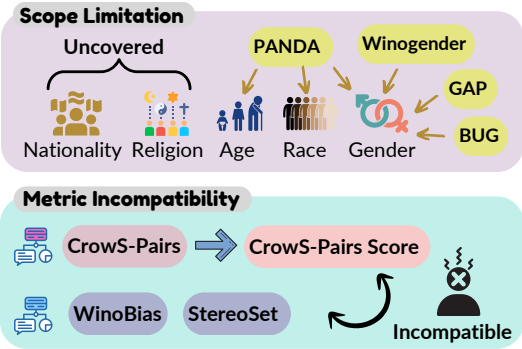 Scope Limitation
Uncovered
PANDA
Winogender
GAP
BUG
Nationality
Religion
Age
Race
Gender
Metric Incompatibility
CrowS-Pairs
CrowS-Pairs Score
WinoBias
StereoSet
Incompatible